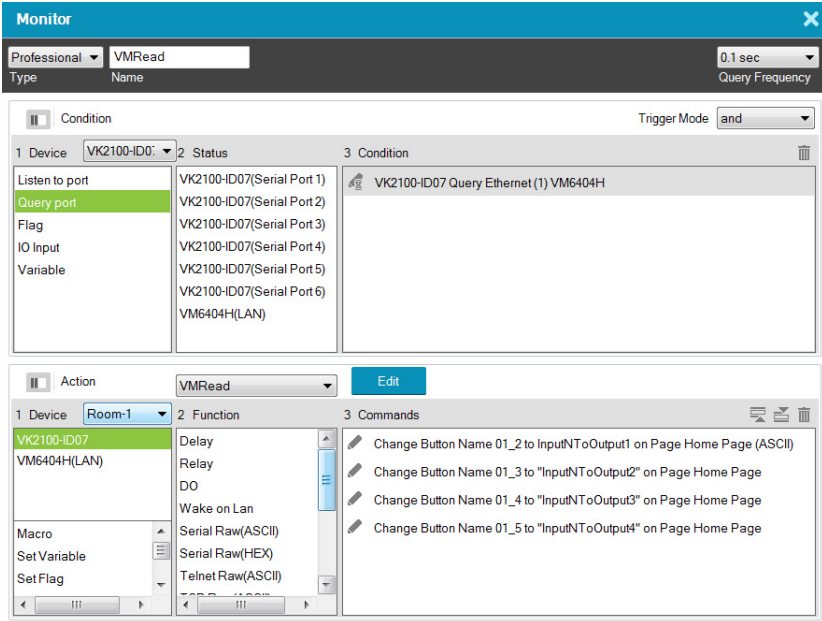 Monitor
Professional VMRead 0.1 sec
Type Name Query Frequency
Condition Trigger Mode and
1 Device VK2100-ID0: 2 Status 3 Condition
Listen to port VK2100-ID07(Serial Port 1) VK2100-ID07 Query Ethernet (1) VM6404H
Query port VK2100-ID07(Serial Port 2)
Flag VK2100-ID07(Serial Port 3)
IO Input VK2100-ID07(Serial Port 4)
Variable VK2100-ID07(Serial Port 5)
VK2100-ID07(Serial Port 6)
VM6404H(LAN)
Action VMRead Edit
1 Device Room-1 2 Function 3 Commands
VK2100-ID07 Delay Change Button Name 01_2 to InputNToOutput1 on Page Home Page (ASCII)
VM6404H(LAN) Relay Change Button Name 01_3 to "InputNToOutput2" on Page Home Page
DO Change Button Name 01_4 to "InputNToOutput3" on Page Home Page
Wake on Lan Change Button Name 01_5 to "InputNToOutput4" on Page Home Page
Macro Serial Raw(ASCII)
Set Variable Serial Raw(HEX)
Set Flag Telnet Raw(ASCII)